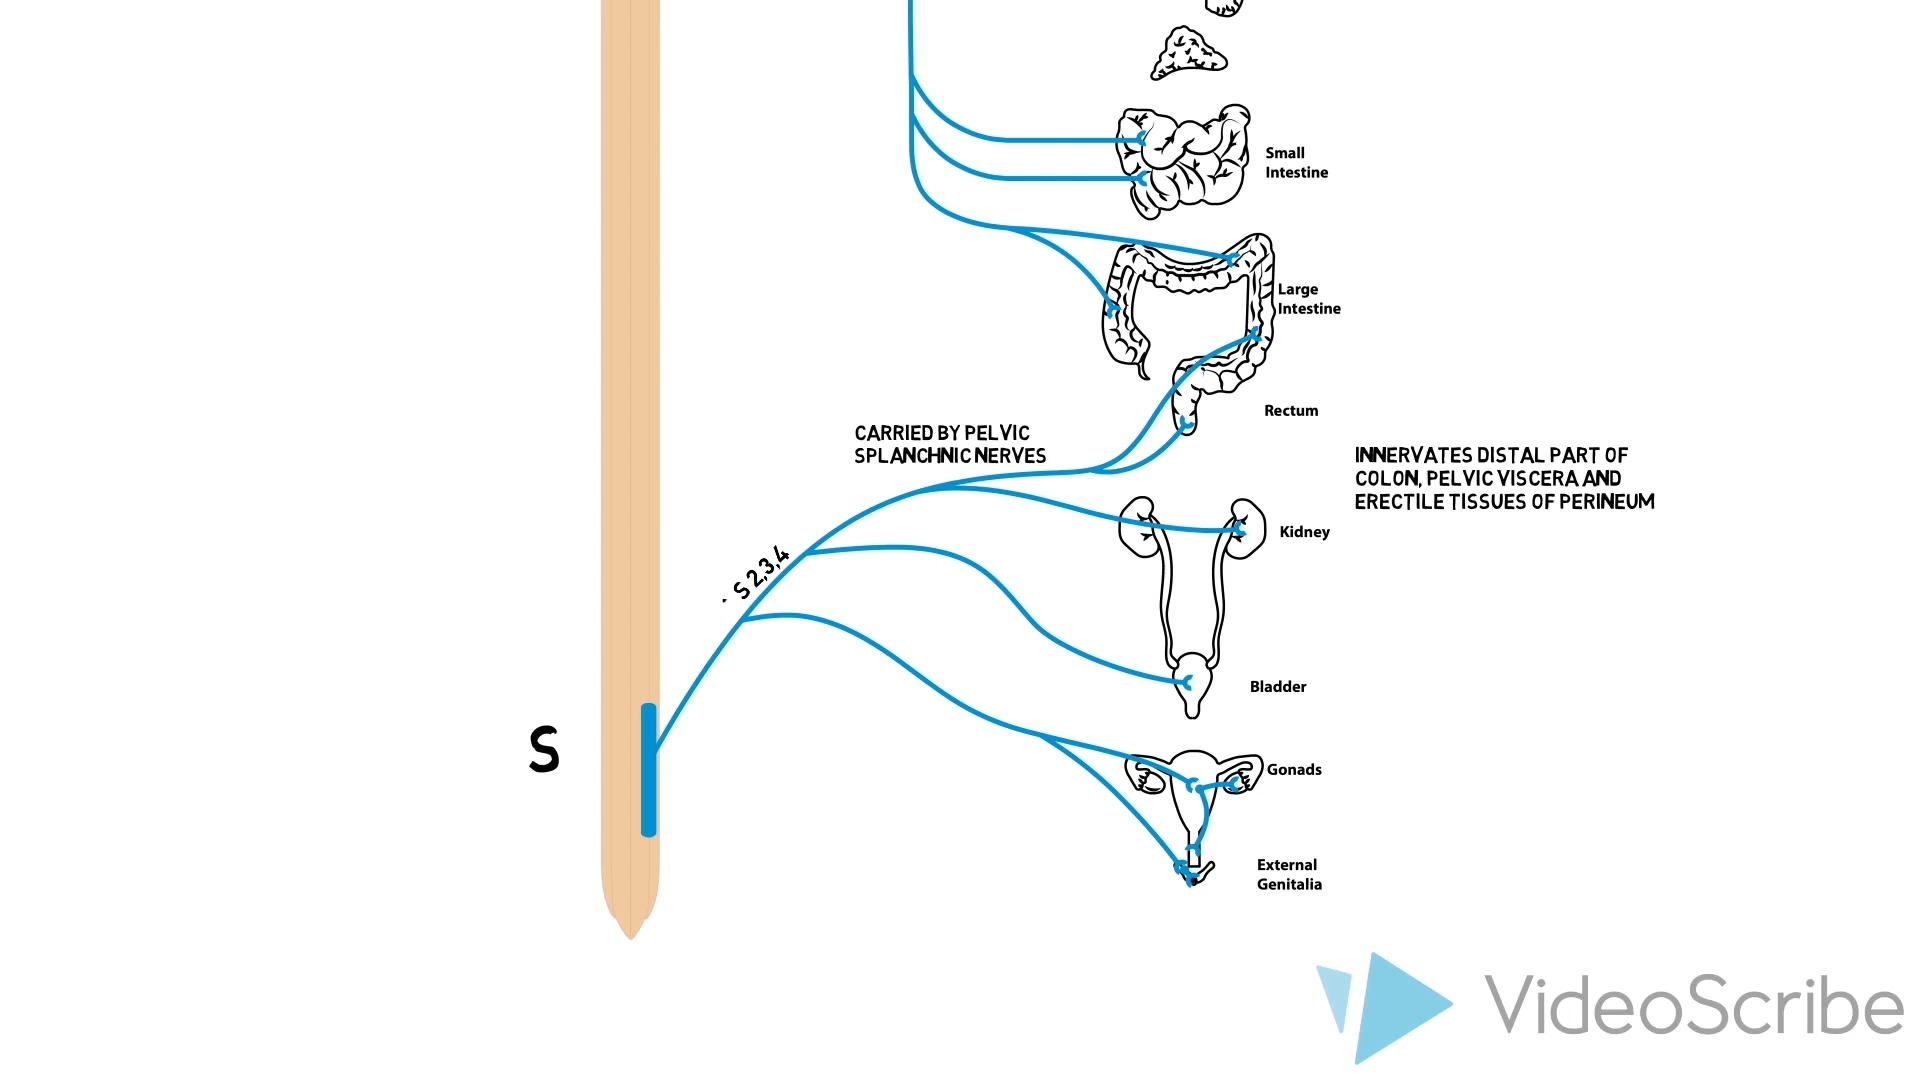 Small
Intestine
Large
Intestine
Rectum
CARRIED BY PELVIC
SPLANCHNIC NERVES
INNERVATES DISTAL PART OF
COLON, PELVIC VISCERA AND
ERECTILE TISSUES OF PERINEUM
Kidney
S 2,3,4
Bladder
S
Gonads
External
Genitalia
VideoScribe